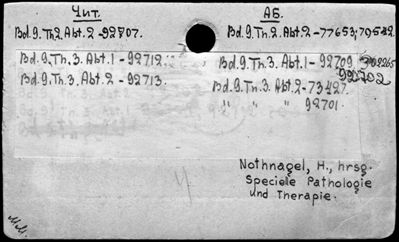 Чит. АБ.
Bd.9.Th.2.Abt.2-92707. Bd.9.Th.2.Abt.2-77653;
Bd.9.Th.3.Abt.1-92712. Bd.9.Th.3.Abt.1-92709,
Bd.9.Th.3.Abt.2-92713. Bd.9.Th.3.Abt.2-73427. 92702
" " " 92701.
Nothnagel, H., hrsg.
Specielle Pathologie
und Therapie.